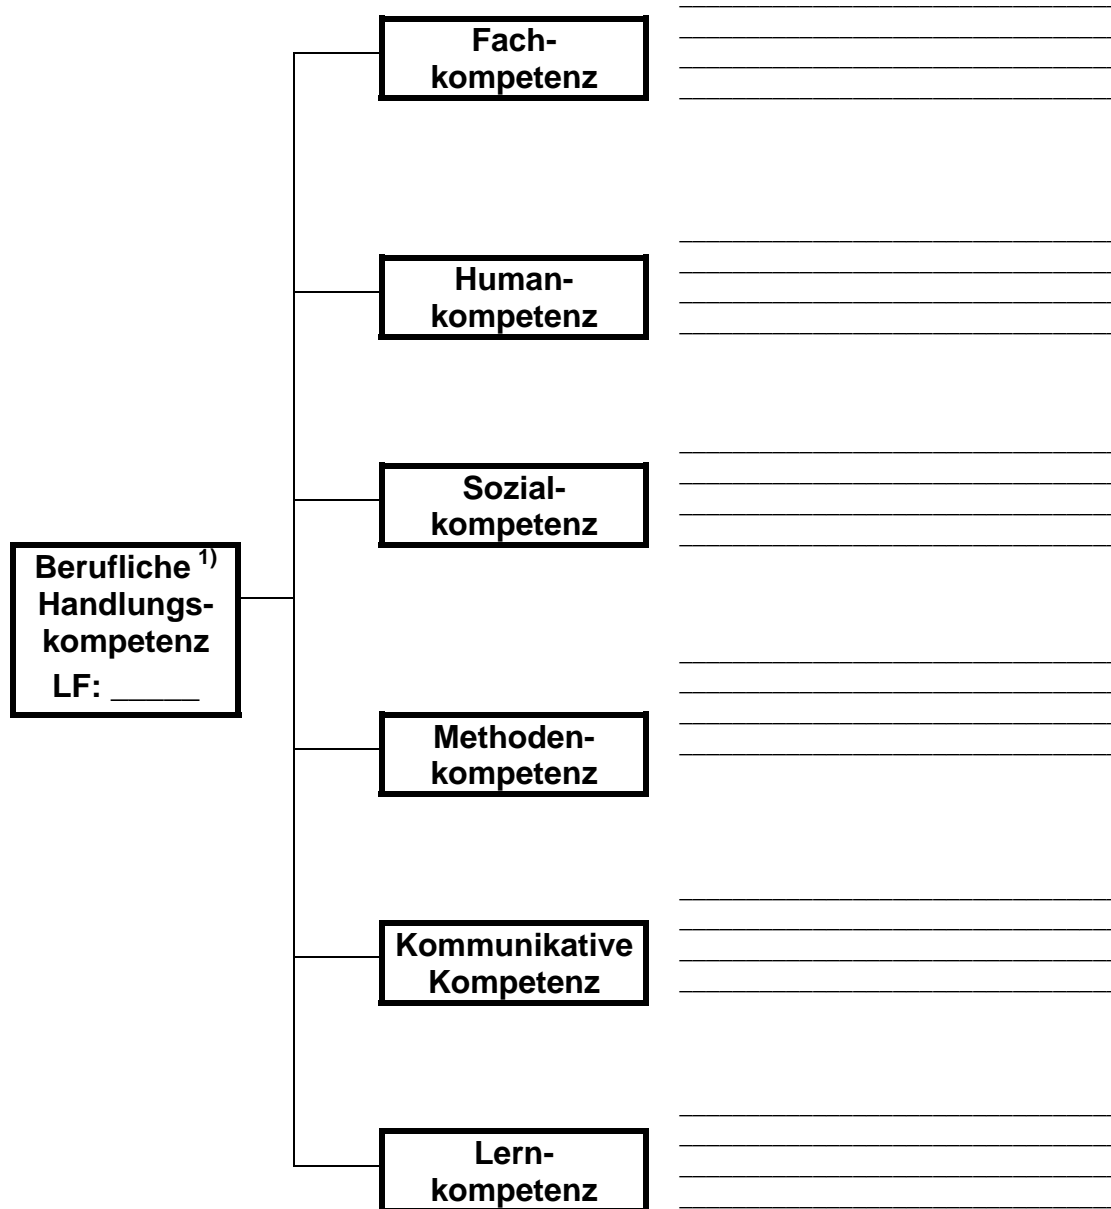 Fach-
kompetenz
Human-
kompetenz
Sozial-
kompetenz
Berufliche 1)
Handlungs-
kompetenz
LF: _____
Methoden-
kompetenz
Kommunikative
Kompetenz
Lern-
kompetenz